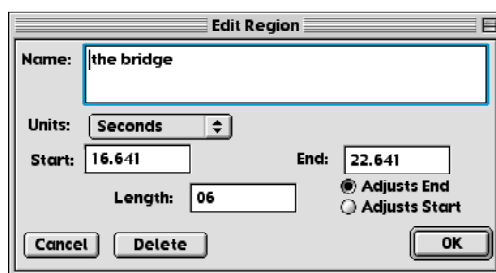 Edit Region
Name: the bridge
Units: Seconds
Start: 16.641 End: 22.641
Length: 06 Adjusts End
Adjusts Start
Cancel Delete OK